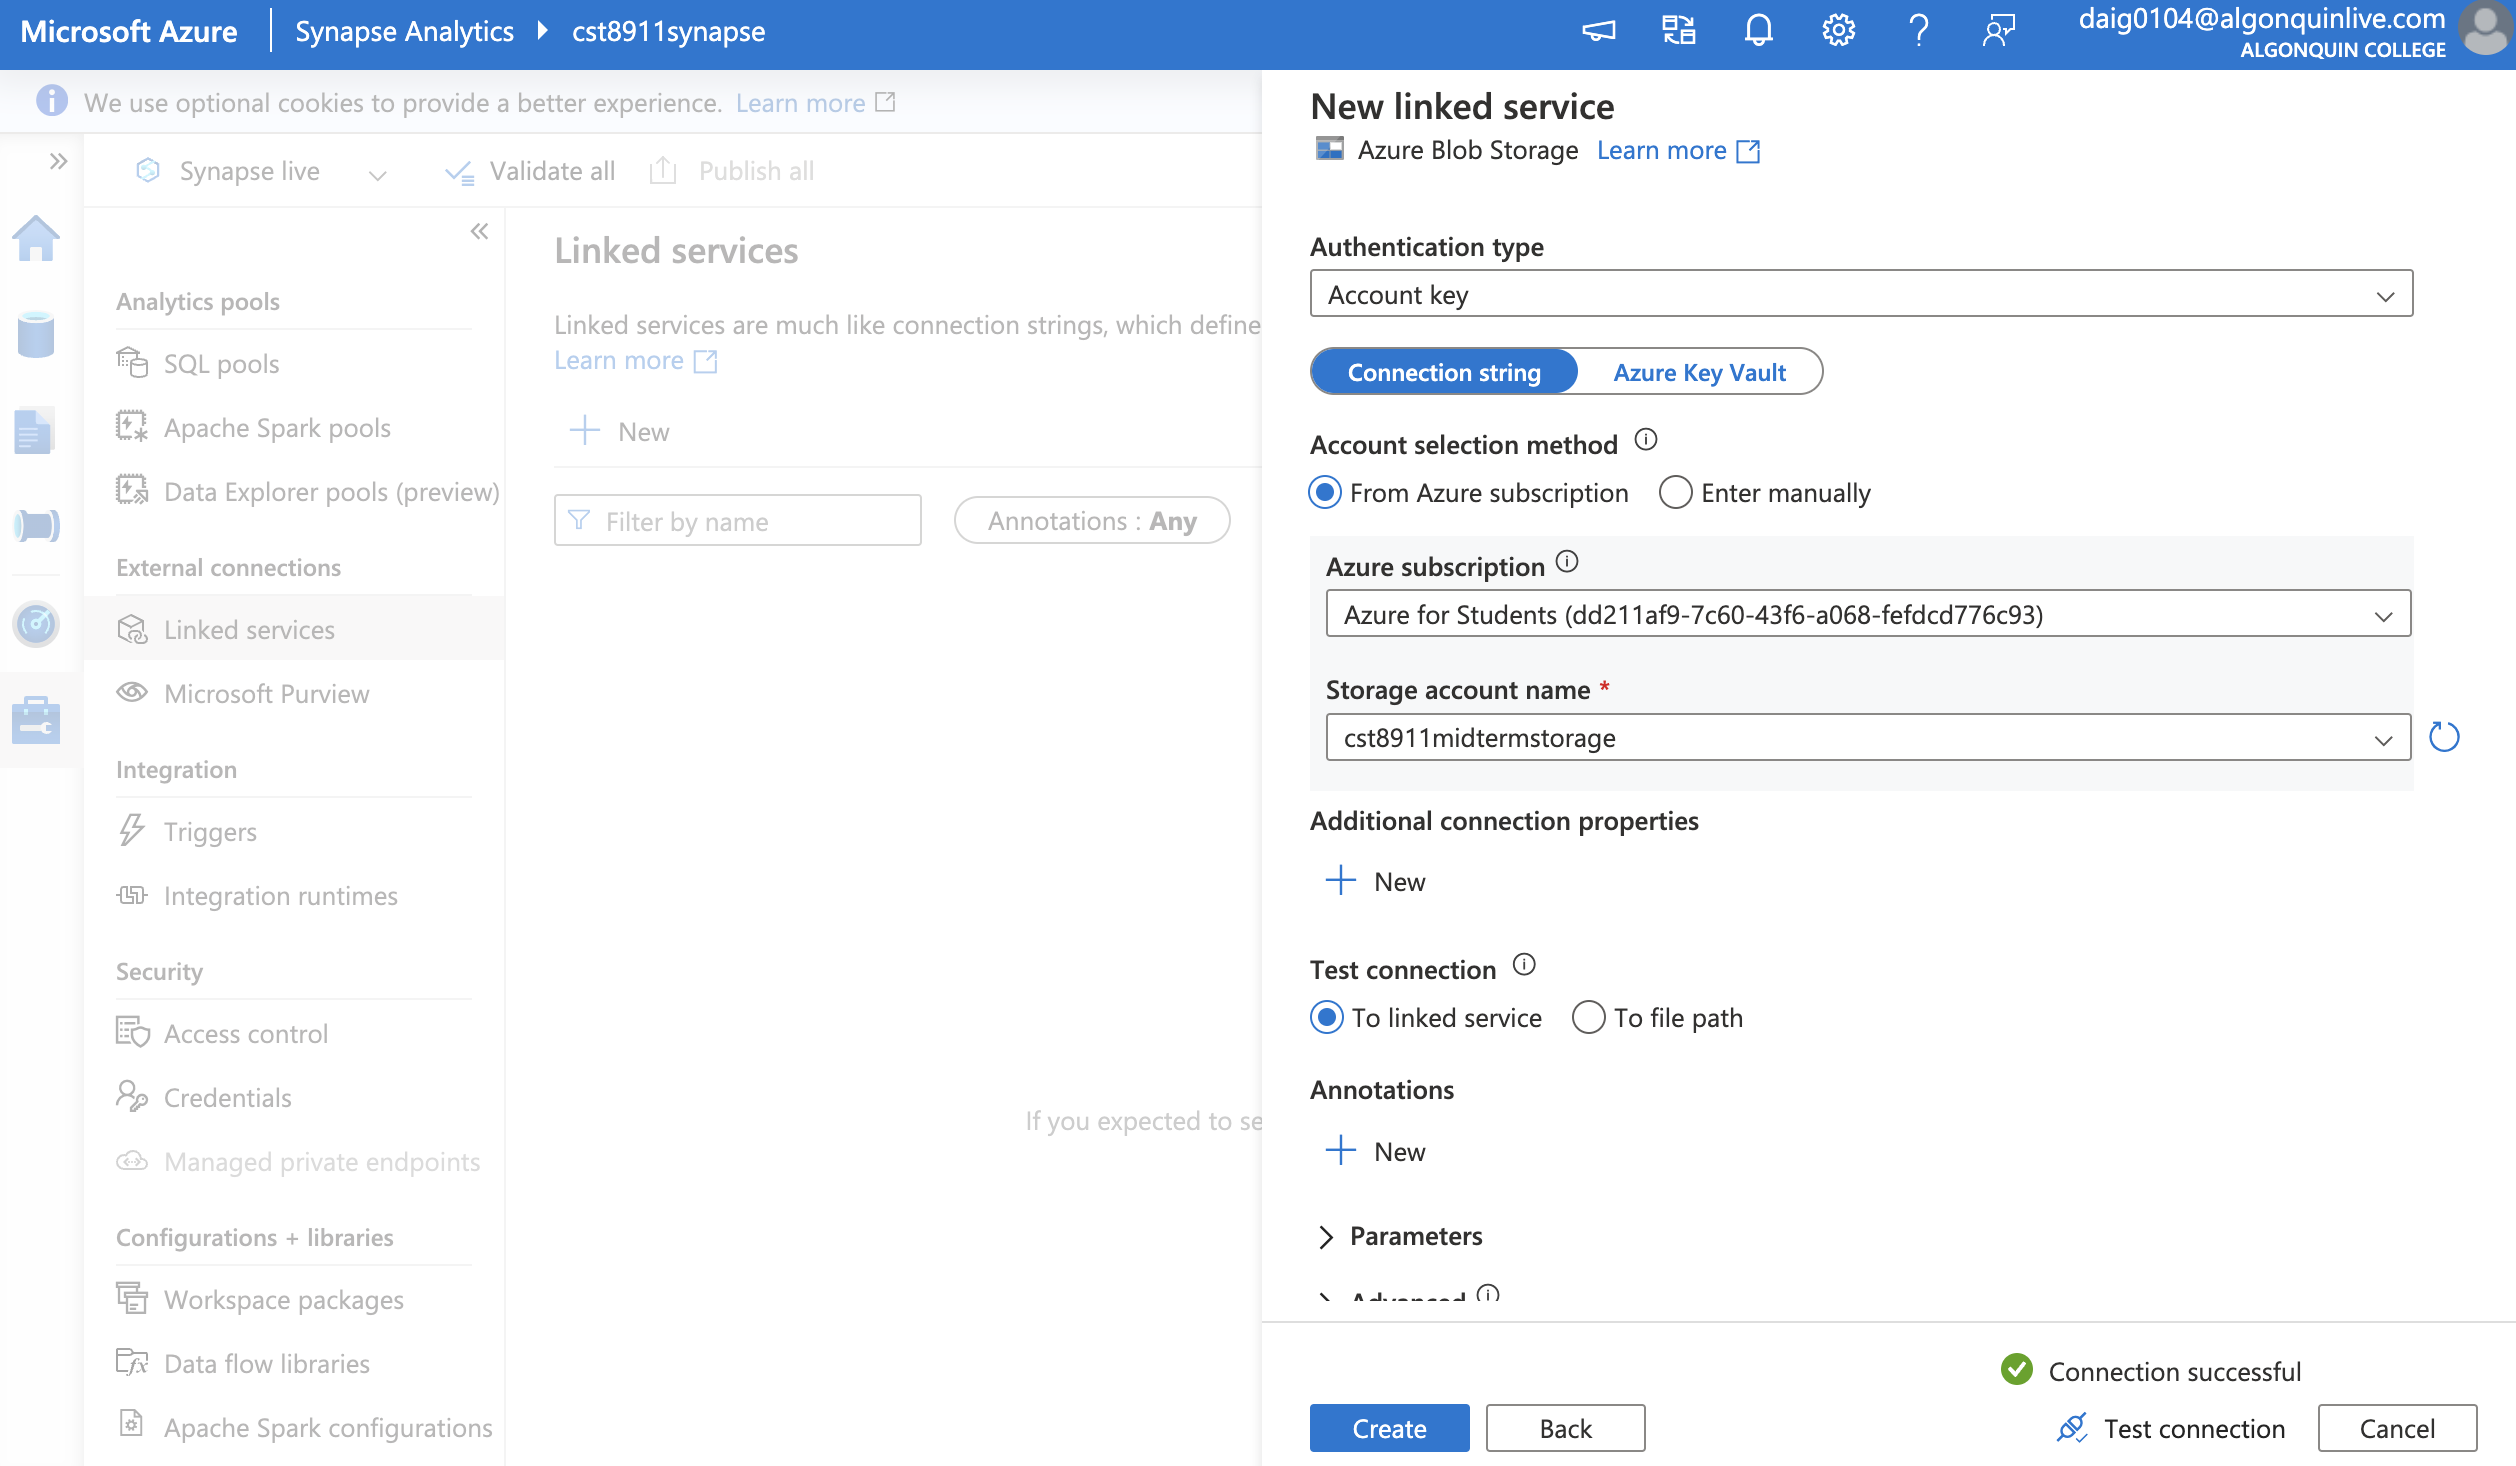 Microsoft Azure
Synapse Analytics
cst8911synapse
daig0104@algonquinlive.com
ALGONQUIN COLLEGE
We use optional cookies to provide a better experience. Learn more
Synapse live
Validate all
Publish all
Analytics pools
SQL pools
Apache Spark pools
Data Explorer pools (preview)
External connections
Linked services
Microsoft Purview
Integration
Triggers
Integration runtimes
Security
Access control
Credentials
Managed private endpoints
Configurations + libraries
Workspace packages
Data flow libraries
Apache Spark configurations
Linked services
Linked services are much like connection strings, which define
Learn more
New
Filter by name
Annotations : Any
If you expected to se
New linked service
Azure Blob Storage Learn more
Authentication type
Account key
Connection string
Azure Key Vault
Account selection method
From Azure subscription
Enter manually
Azure subscription
Azure for Students (dd211af9-7c60-43f6-a068-fefdcd776c93)
Storage account name *
cst8911midtermstorage
Additional connection properties
New
Test connection
To linked service
To file path
Annotations
New
Parameters
Advanced
Connection successful
Create
Back
Test connection
Cancel